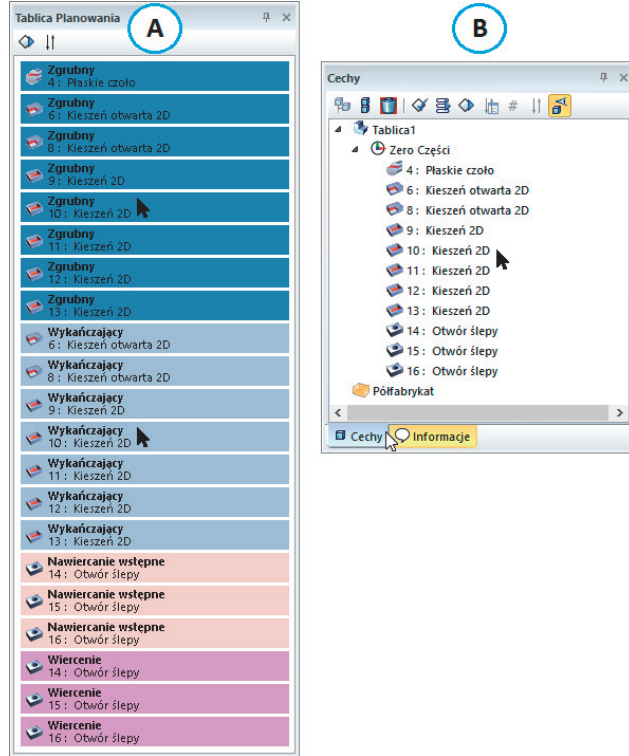 Tablica Planowania
A
Zgrubny
4: Płaskie czoło
Zgrubny
6: Kieszeń otwarta 2D
Zgrubny
8: Kieszeń otwarta 2D
Zgrubny
9: Kieszeń 2D
Zgrubny
10: Kieszeń 2D
Zgrubny
11: Kieszeń 2D
Zgrubny
12: Kieszeń 2D
Zgrubny
13: Kieszeń 2D
Wykańczający
6: Kieszeń otwarta 2D
Wykańczający
8: Kieszeń otwarta 2D
Wykańczający
9: Kieszeń 2D
Wykańczający
10: Kieszeń 2D
Wykańczający
11: Kieszeń 2D
Wykańczający
12: Kieszeń 2D
Wykańczający
13: Kieszeń 2D
Nawiercanie wstępne
14: Otwór ślepy
Nawiercanie wstępne
15: Otwór ślepy
Nawiercanie wstępne
16: Otwór ślepy
Wiercenie
14: Otwór ślepy
Wiercenie
15: Otwór ślepy
Wiercenie
16: Otwór ślepy
B
Cechy
#
Tablica1
Zero Części
4: Płaskie czoło
6: Kieszeń otwarta 2D
8: Kieszeń otwarta 2D
9: Kieszeń 2D
10: Kieszeń 2D
11: Kieszeń 2D
12: Kieszeń 2D
13: Kieszeń 2D
14: Otwór ślepy
15: Otwór ślepy
16: Otwór ślepy
Półfabrykat
Cechy Informacje